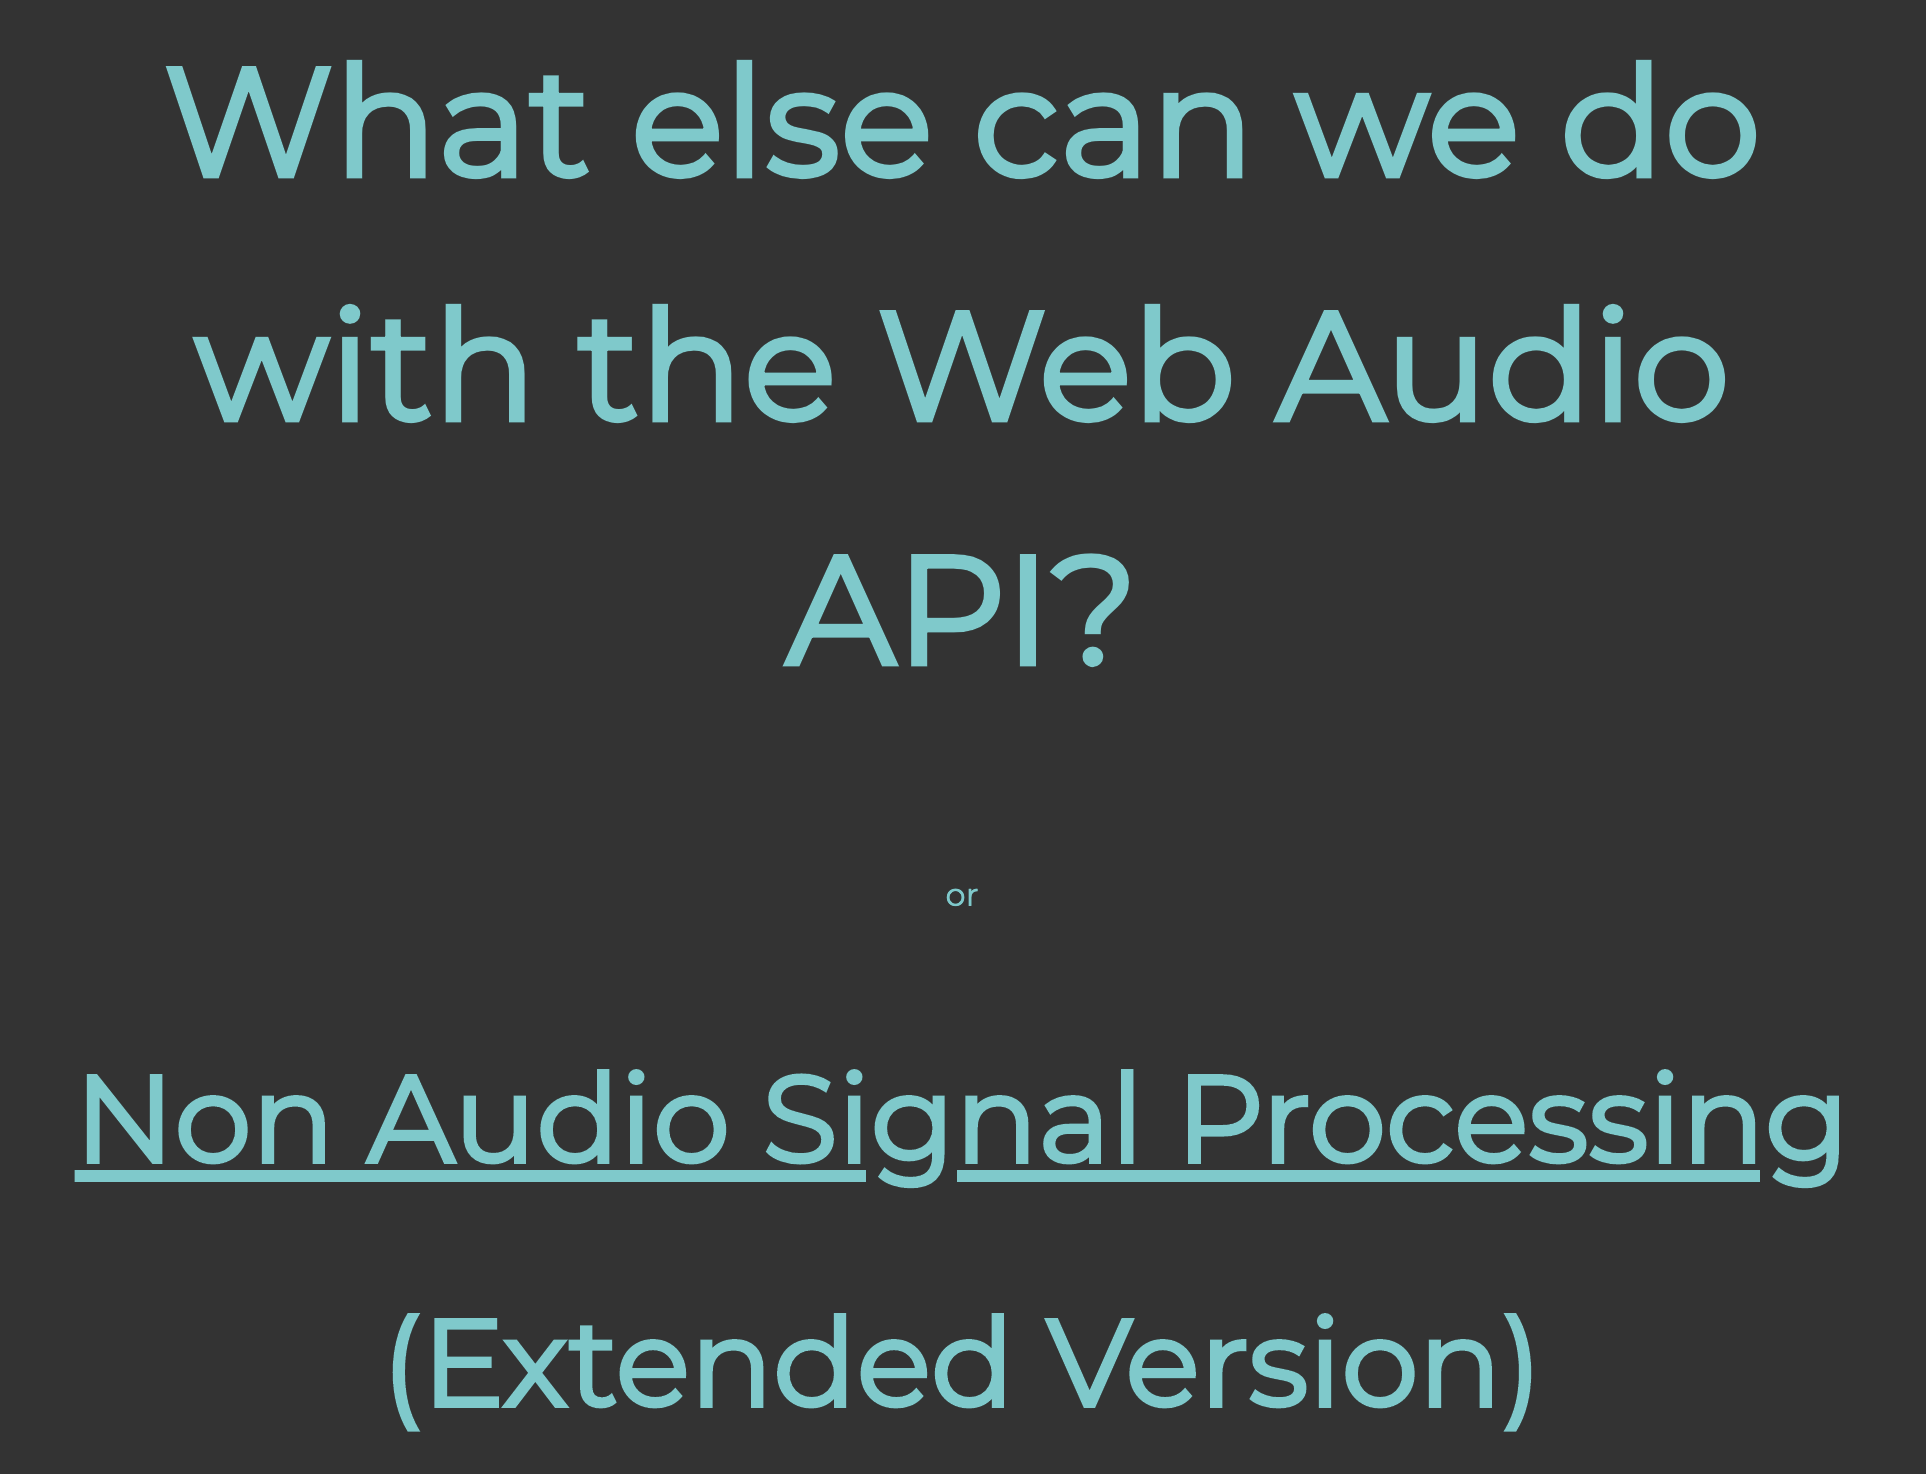 What else can we do
with the Web Audio
API?
or
Non Audio Signal Processing
(Extended Version)